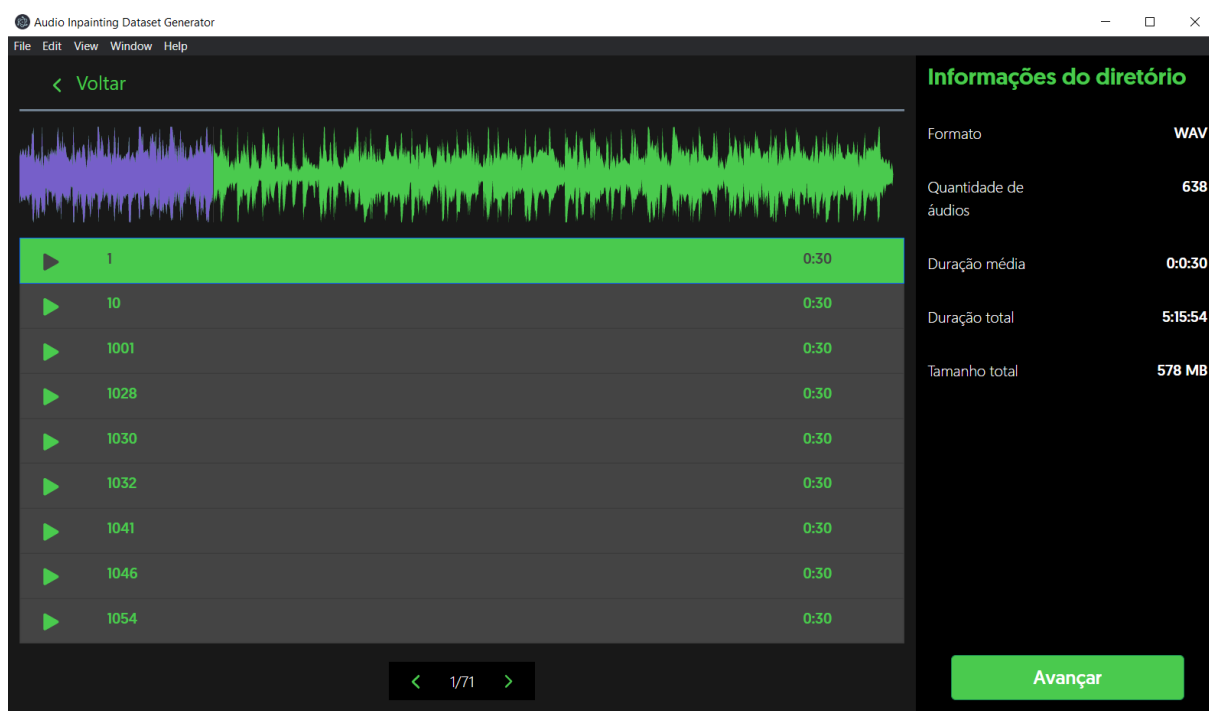 Audio Inpainting Dataset Generator
File Edit View Window Help
Voltar
1 0:30
10 0:30
1001 0:30
1028 0:30
1030 0:30
1032 0:30
1041 0:30
1046 0:30
1054 0:30
1/71
Informações do diretório
Formato WAV
Quantidade de 638
áudios
Duração média 0:0:30
Duração total 5:15:54
Tamanho total 578 MB
Avançar